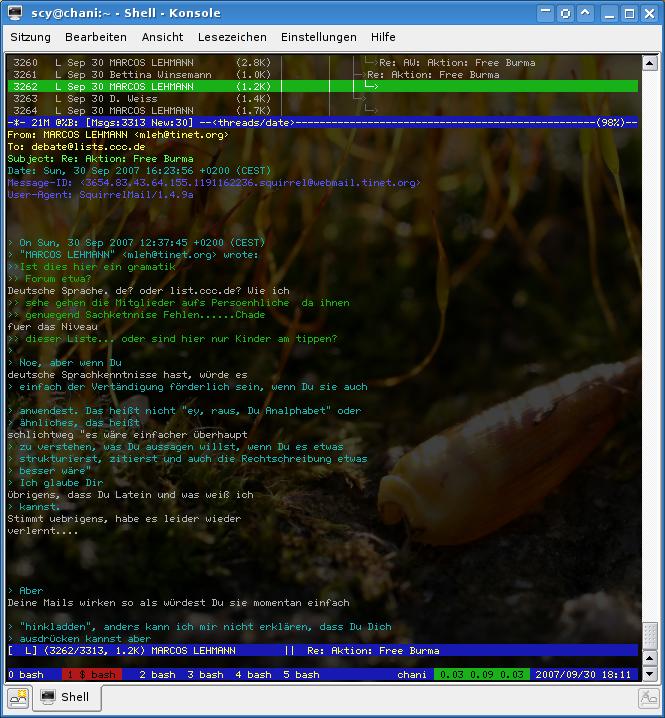 scy@chani:~ - Shell - Konsole
Sitzung Bearbeiten Ansicht Lesezeichen Einstellungen Hilfe
3260 L Sep 30 MARCOS LEHMANN (2.8K) Re: AW: Aktion: Free Burma
3261 L Sep 30 Bettina Winsemann (1.0K) Re: Aktion: Free Burma
3262 L Sep 30 MARCOS LEHMANN (1.2K) >
3263 L Sep 30 D. Weiss (1.4K) >
3264 L Sep 30 MARCOS LEHMANN (1.7K) >
-*- 21M @%B: [Msgs:3313 New:30] --<threads/date>-----(98%)--
From: MARCOS LEHMANN <mleh@tinet.org>
To: debate@lists.ccc.de
Subject: Re: Aktion: Free Burma
Date: Sun, 30 Sep 2007 16:23:56 +0200 (CEST)
Message-ID: <3654.83.43.64.155.1191162236.squirrel@webmail.tinet.org>
User-Agent: SquirrelMail/1.4.9a
> On Sun, 30 Sep 2007 12:37:45 +0200 (CEST)
> "MARCOS LEHMANN" <mleh@tinet.org> wrote:
>>Ist dies hier ein gramatik
>> Forum etwa?
Deutsche Sprache. de? oder list.ccc.de? Wie ich
>> sehe gehen die Mitglieder aufs Persoenhliche  da ihnen
>> genuegend Sachketnnise Fehlen......Chade
fuer das Niveau
>> dieser Liste... oder sind hier nur Kinder am tippen?
>
> Noe, aber wenn Du
deutsche Sprachkenntnisse hast, würde es
> einfach der Vertändigung förderlich sein, wenn Du sie auch
> anwendest. Das heißt nicht "ey, raus, Du Analphabet" oder
> ähnliches, das heißt
schlichtweg "es wäre einfacher überhaupt
> zu verstehen, was Du aussagen willst, wenn Du es etwas
> strukturierst, zitierst und auch die Rechtschreibung etwas
> besser wäre"
> Ich glaube Dir
übrigens, dass Du Latein und was weiß ich
> kannst.
Stimmt uebrigens, habe es leider wieder
verlernt....
> Aber
Deine Mails wirken so als würdest Du sie momentan einfach
> "hinkladden", anders kann ich mir nicht erklären, dass Du Dich
> ausdrücken kannst aber
[  L] (3262/3313, 1.2K) MARCOS LEHMANN || Re: Aktion: Free Burma
0 bash 1 $ bash 2 bash 3 bash 4 bash 5 bash chani 0.03 0.09 0.03 2007/09/30 18:11
Shell